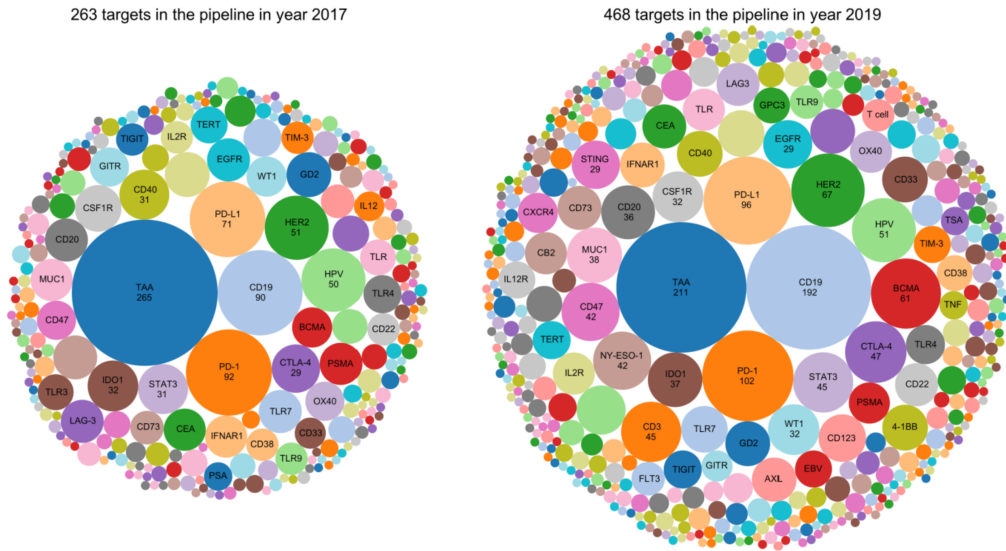 263 targets in the pipeline in year 2017
TERT
TIGIT
IL2R
TIM-3
GITR
EGFR
WT1
GD2
CD40
31
IL12
CSF1R
PD-L1
71
HER2
51
CD20
TLR
MUC1
TAA
265
CD19
90
HPV
50
TLR4
CD47
BCMA
CD22
CTLA-4
29
PSMA
PD-1
92
IDO1
32
STAT3
31
TLR3
OX40
TLR7
LAG-3
CD73
CEA
IFNAR1
CD38
CD33
TLR9
PSA
468 targets in the pipeline in year 2019
LAG3
TLR
GPC3
TLR9
T cell
CEA
EGFR
29
CD40
OX40
STING
29
IFNAR1
CD33
CSF1R
32
PD-L1
96
HER2
67
CXCR4
CD73
CD20
36
TSA
HPV
51
TIM-3
CB2
MUC1
38
IL12R
CD38
TAA
211
CD19
192
BCMA
61
TNF
CD47
42
TERT
CTLA-4
47
TLR4
NY-ESO-1
42
IL2R
IDO1
37
PD-1
102
STAT3
45
CD22
PSMA
CD3
45
TLR7
WT1
32
4-1BB
GD2
CD123
FLT3
TIGIT
GITR
AXL
EBV